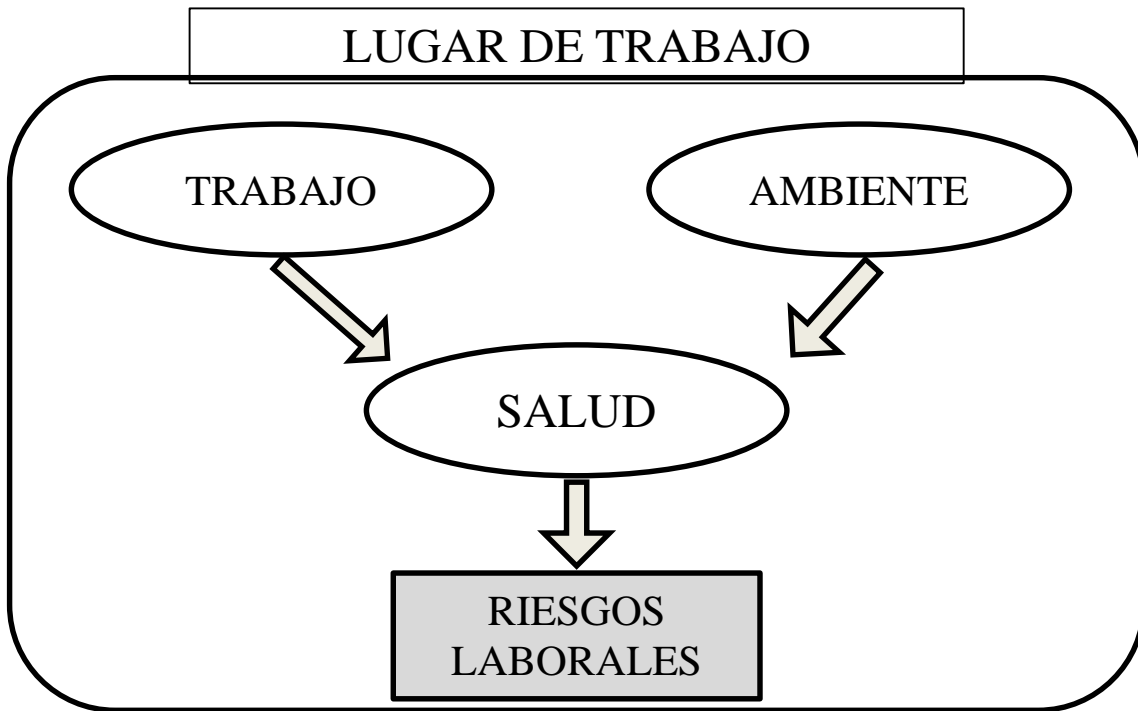 LUGAR DE TRABAJO
TRABAJO
AMBIENTE
SALUD
RIESGOS
LABORALES